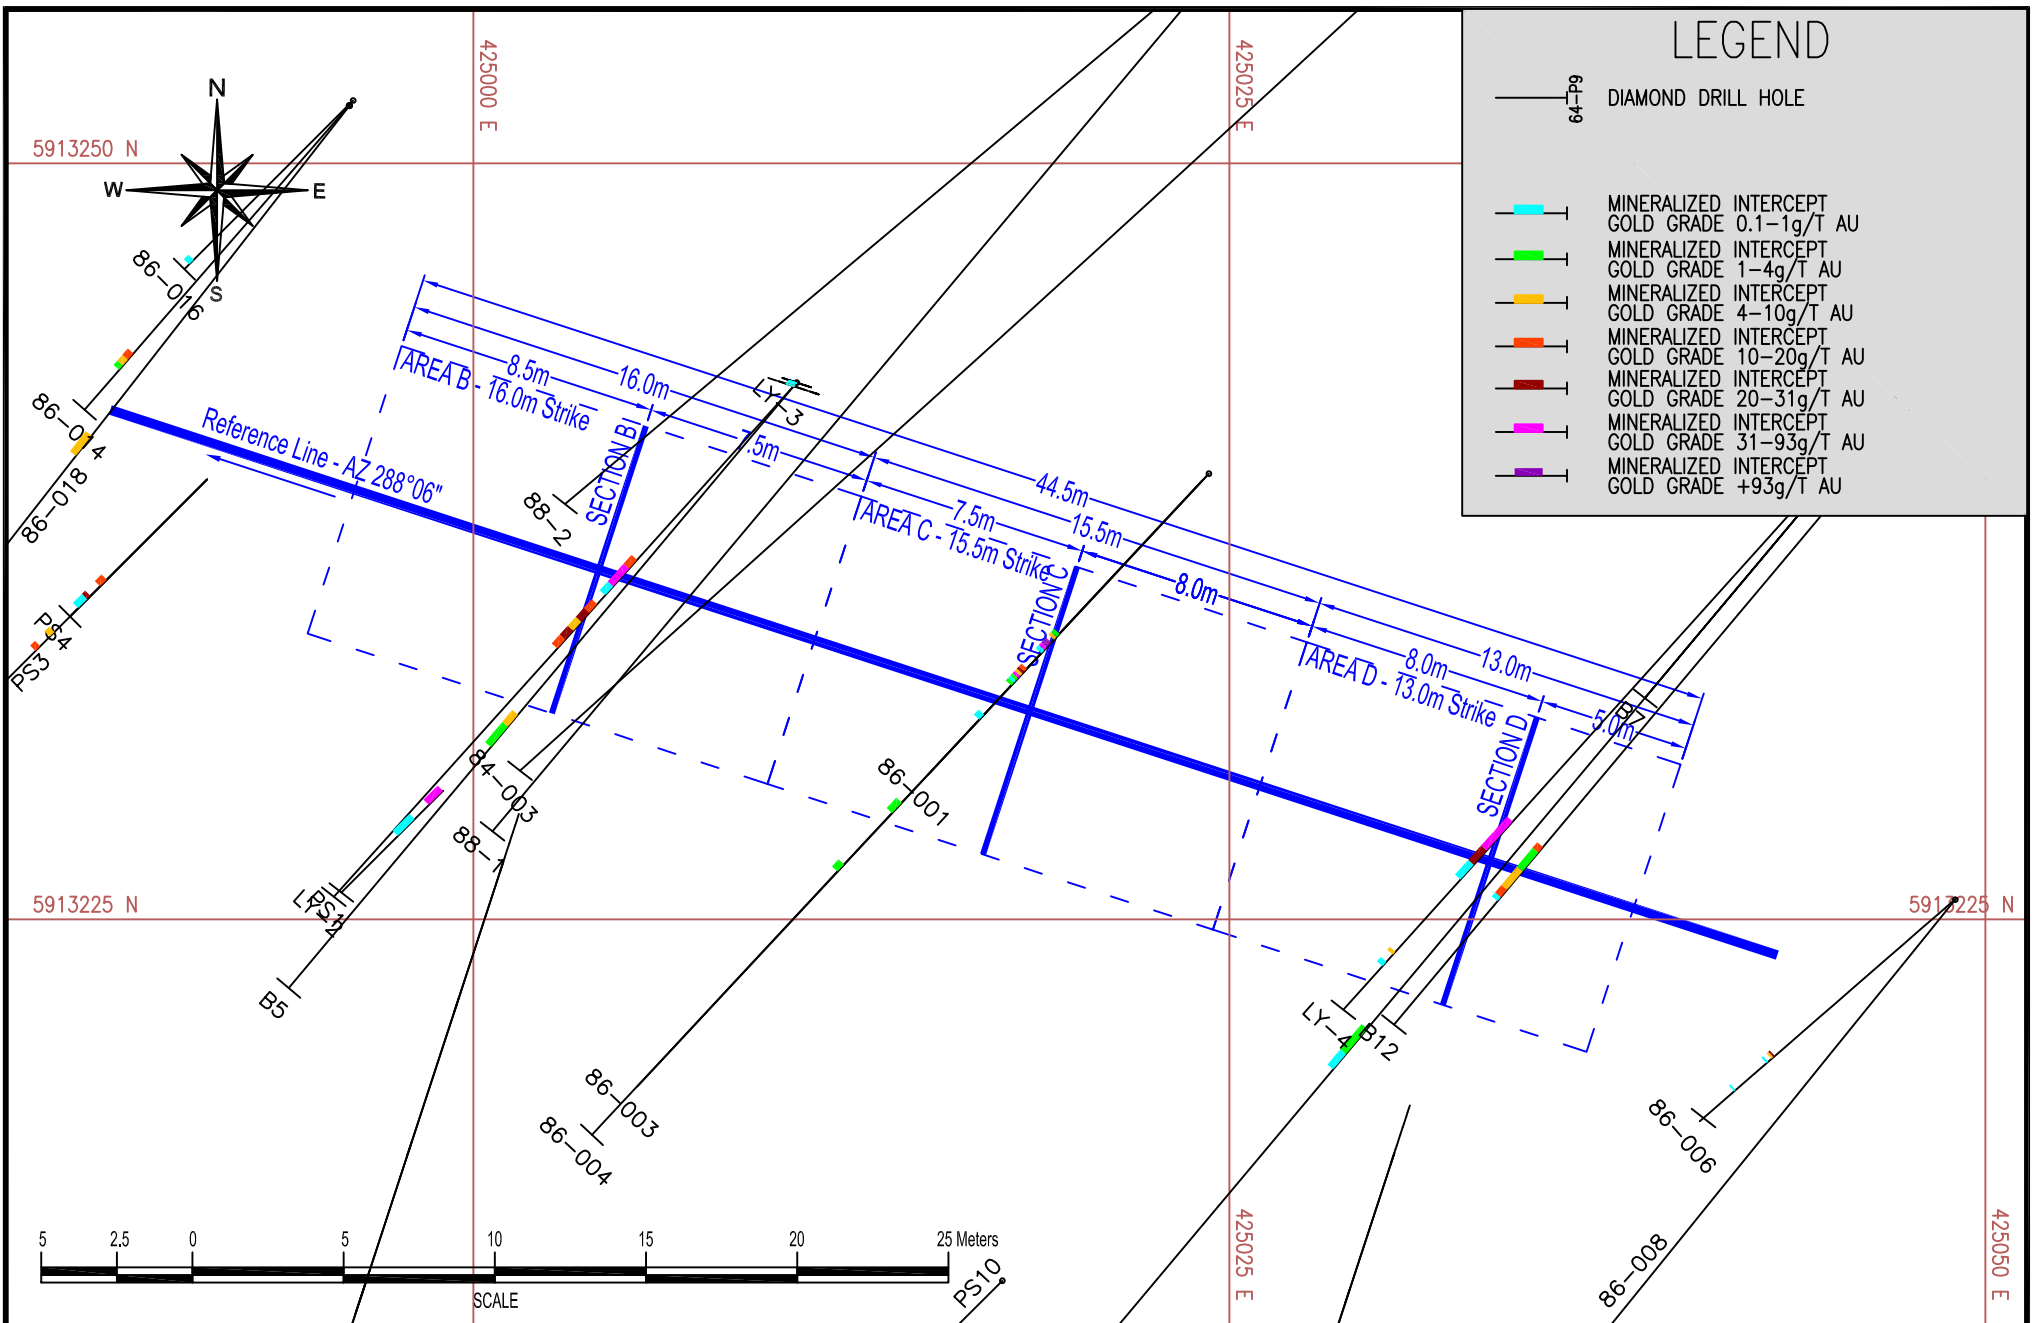 LEGEND
64-P9
DIAMOND DRILL HOLE
MINERALIZED INTERCEPT
GOLD GRADE 0.1-1g/T AU
MINERALIZED INTERCEPT
GOLD GRADE 1-4g/T AU
MINERALIZED INTERCEPT
GOLD GRADE 4-10g/T AU
MINERALIZED INTERCEPT
GOLD GRADE 10-20g/T AU
MINERALIZED INTERCEPT
GOLD GRADE 20-31g/T AU
MINERALIZED INTERCEPT
GOLD GRADE 31-93g/T AU
MINERALIZED INTERCEPT
GOLD GRADE +93g/T AU
425000 E
425025 E
5913250 N
N
W
E
S
86-016
86-014
86-018
8.5m
16.0m
AREA B - 16.0m Strike
LY-3
7.5m
44.5m
Reference Line - AZ 288°06"
SECTION B
88-2
7.5m
15.5m
AREA C - 15.5m Strike
SECTION C
8.0m
8.0m
13.0m
AREA D - 13.0m Strike
5.0m
SECTION D
PS4
PS3
84-003
88-1
86-001
PS12
B5
5913225 N
5913225 N
LY-4
B12
86-003
86-004
86-006
86-008
PS10
425025 E
425050 E
5 2.5 0 5 10 15 20 25 Meters
SCALE